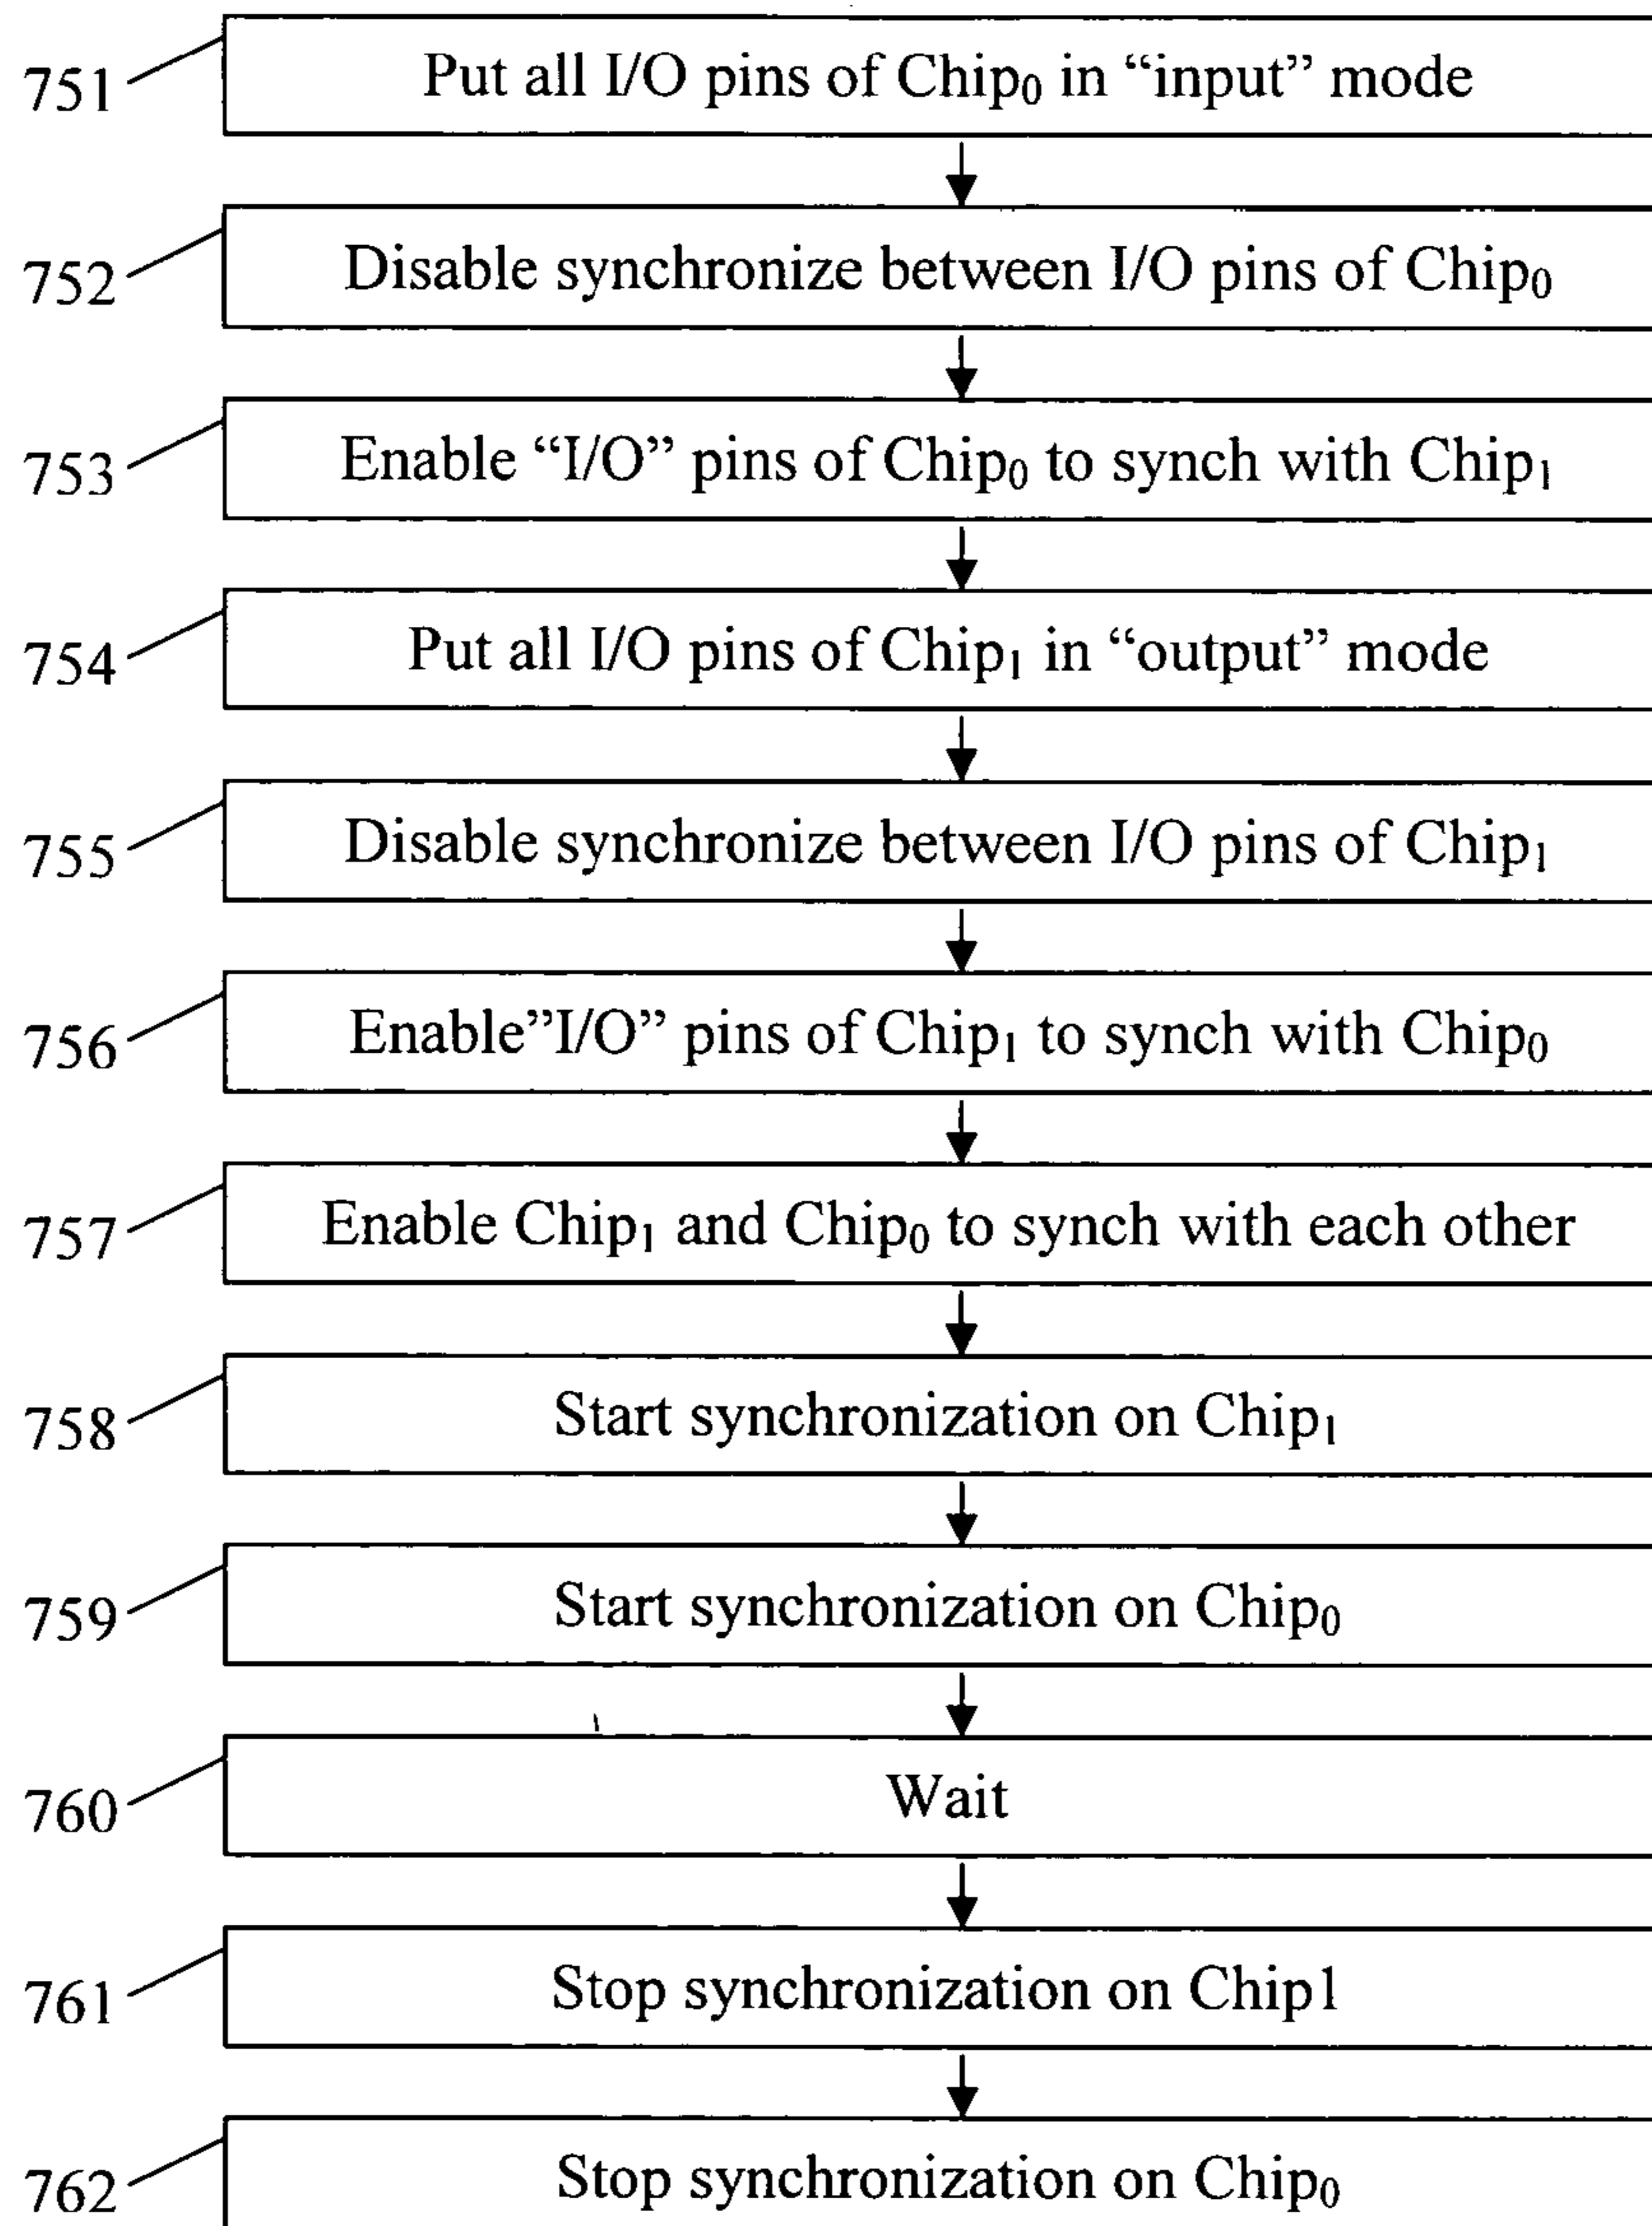 751 Put all I/O pins of Chip₀ in “input” mode
752 Disable synchronize between I/O pins of Chip₀
753 Enable “I/O” pins of Chip₀ to synch with Chip₁
754 Put all I/O pins of Chip₁ in “output” mode
755 Disable synchronize between I/O pins of Chip₁
756 Enable”I/O” pins of Chip₁ to synch with Chip₀
757 Enable Chip₁ and Chip₀ to synch with each other
758 Start synchronization on Chip₁
759 Start synchronization on Chip₀
760 Wait
761 Stop synchronization on Chip1
762 Stop synchronization on Chip₀